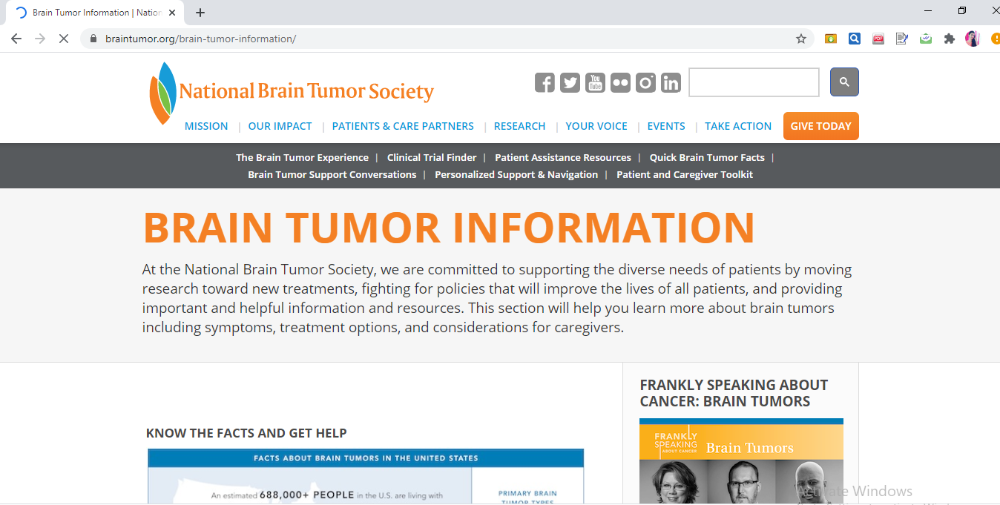 Brain Tumor Information | Nation
braintumor.org/brain-tumor-information/
National Brain Tumor Society
You
Tube
in
MISSION | OUR IMPACT | PATIENTS & CARE PARTNERS | RESEARCH | YOUR VOICE | EVENTS | TAKE ACTION GIVE TODAY
The Brain Tumor Experience | Clinical Trial Finder | Patient Assistance Resources | Quick Brain Tumor Facts |
Brain Tumor Support Conversations | Personalized Support & Navigation | Patient and Caregiver Toolkit
BRAIN TUMOR INFORMATION
At the National Brain Tumor Society, we are committed to supporting the diverse needs of patients by moving
research toward new treatments, fighting for policies that will improve the lives of all patients, and providing
important and helpful information and resources. This section will help you learn more about brain tumors
including symptoms, treatment options, and considerations for caregivers.
KNOW THE FACTS AND GET HELP
FACTS ABOUT BRAIN TUMORS IN THE UNITED STATES
An estimated 688,000+ PEOPLE in the U.S. are living with
PRIMARY BRAIN
TUMOR TYPES
FRANKLY SPEAKING ABOUT
CANCER: BRAIN TUMORS
FRANKLY
SPEAKING
ABOUT CANCER
Brain Tumors
Activate Windows